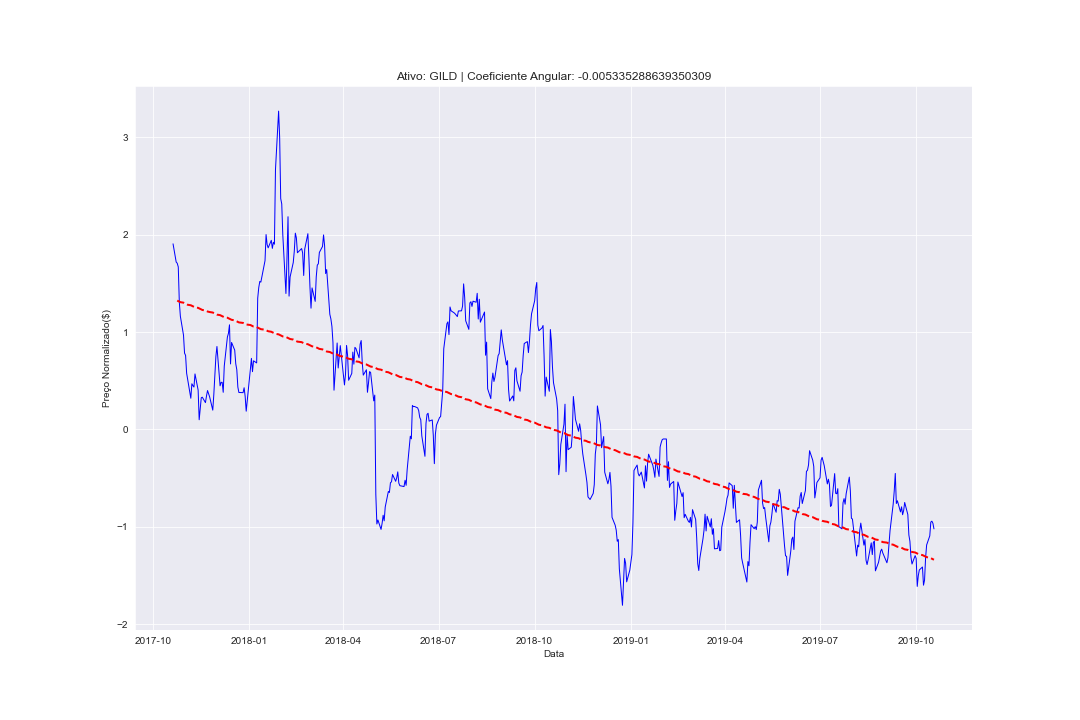 Ativo: GILD | Coeficiente Angular: -0.005335288639350309
Preço Normalizado($)
3
2
1
0
−1
−2
2017-10 2018-01 2018-04 2018-07 2018-10 2019-01 2019-04 2019-07 2019-10
Data